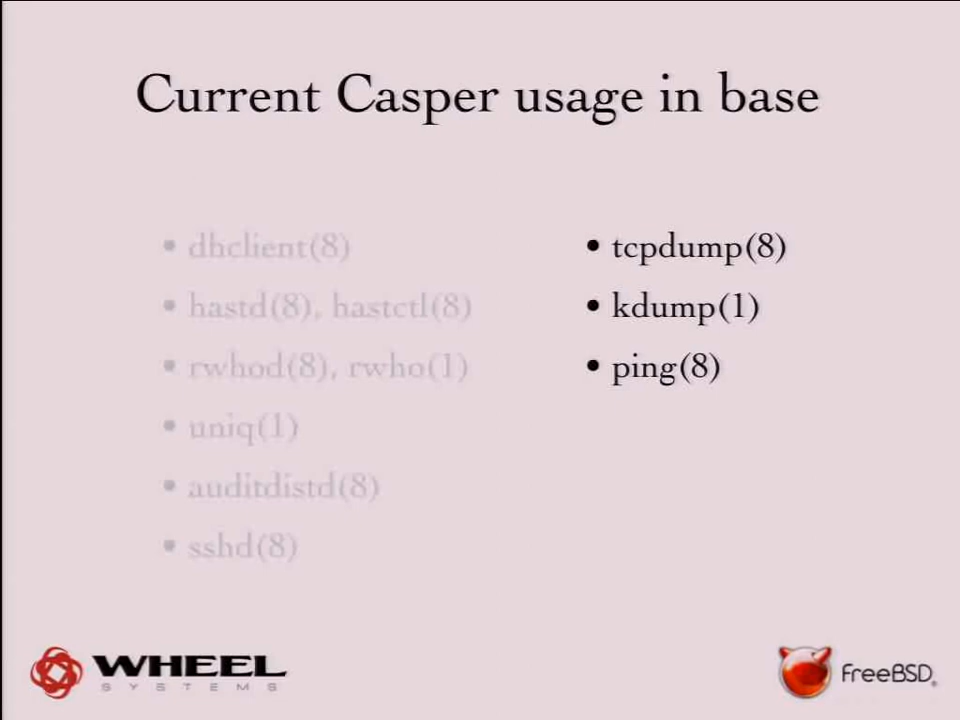 Current Casper usage in base
• dhclient(8)
• hastd(8), hastctl(8)
• rwhod(8), rwho(1)
• uniq(1)
• auditdistd(8)
• sshd(8)
• tcpdump(8)
• kdump(1)
• ping(8)
WHEEL
SYSTEMS
FreeBSD®